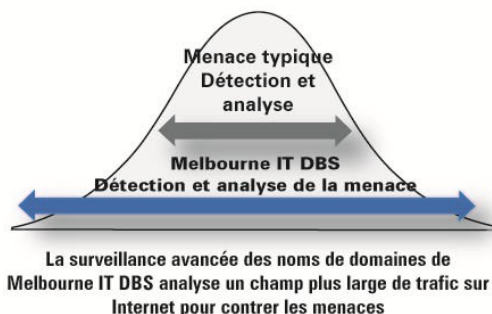 Menace typique
Détection et
analyse
Melbourne IT DBS
Détection et analyse de la menace
La surveillance avancée des noms de domaines de
Melbourne IT DBS analyse un champ plus large de trafic sur
Internet pour contrer les menaces